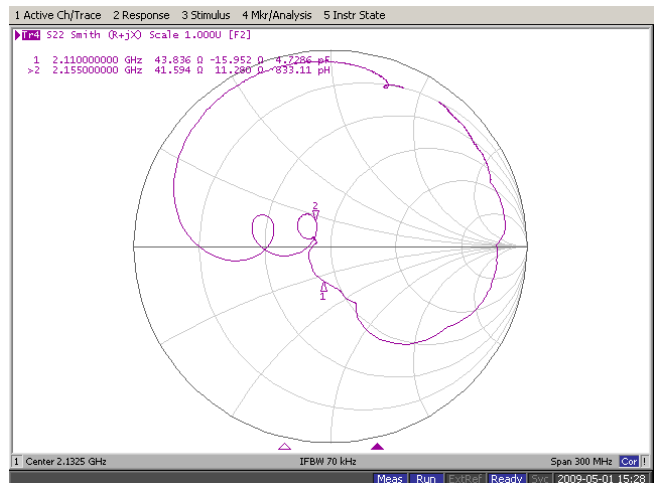 1 Active Ch/Trace 2 Response 3 Stimulus 4 Mkr/Analysis 5 Instr State
Tr4 S22 Smith (R+jX) Scale 1.000U [F2]
1 2.110000000 GHz 43.836 Ω -15.952 Ω 4.7286 pF
>2 2.155000000 GHz 41.594 Ω 11.280 Ω 833.11 pH
2
1
1 Center 2.1325 GHz IFBW 70 kHz Span 300 MHz Cor !
Meas Run ExtRef Ready Svc 2009-05-01 15:28